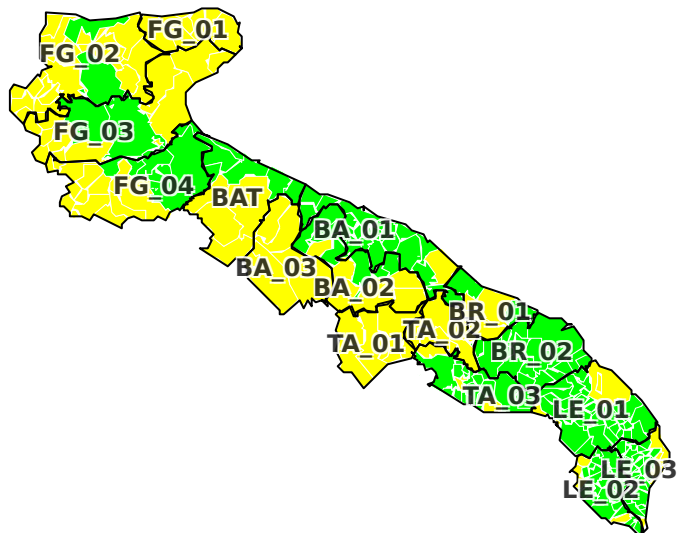 FG_01
FG_02
FG_03
FG_04
BAT
BA_01
BA_03
BA_02
BR_01
TA_02
TA_01
BR_02
TA_03
LE_01
LE_03
LE_02